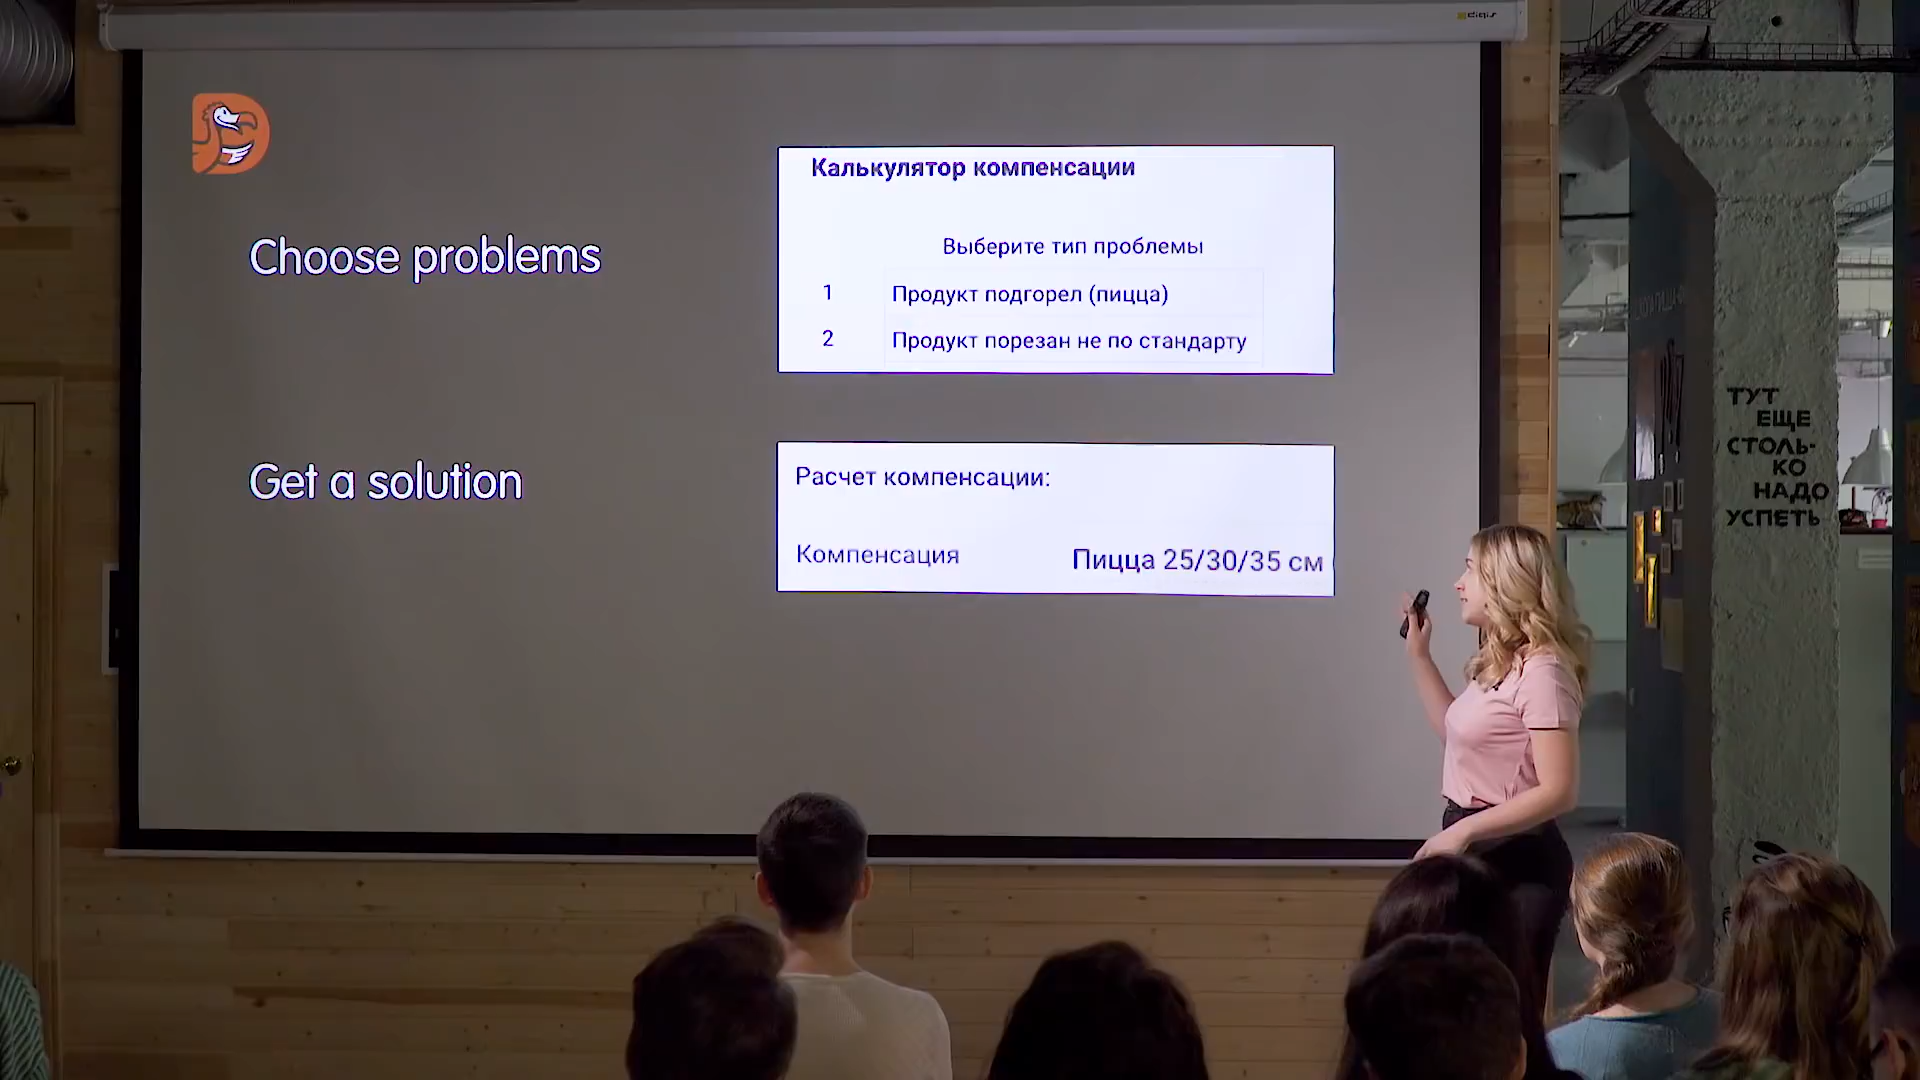 digis
Choose problems
Калькулятор компенсации
Выберите тип проблемы
1 Продукт подгорел (пицца)
2 Продукт порезан не по стандарту
Get a solution
Расчет компенсации:
Компенсация Пицца 25/30/35 см
ТУТ
ЕЩЕ
СТОЛЬ-
КО
НАДО
УСПЕТЬ